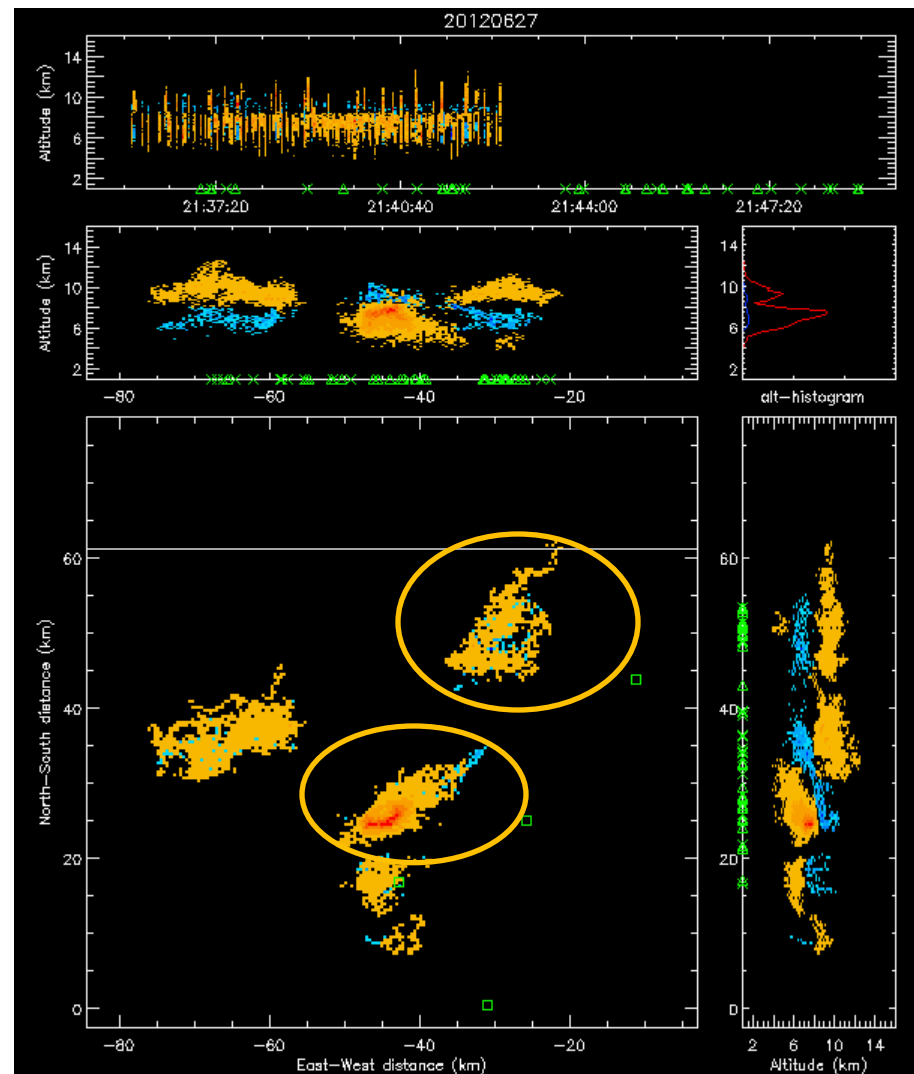 20120627
Altitude (km)
14
10
6
2
21:37:20 21:40:40 21:44:00 21:47:20
Altitude (km)
14
10
6
2
-80 -60 -40 -20
14
10
6
2
alt-histogram
North-South distance (km)
60
40
20
0
-80 -60 -40 -20
East-West distance (km)
60
40
20
0
2 6 10 14
Altitude (km)